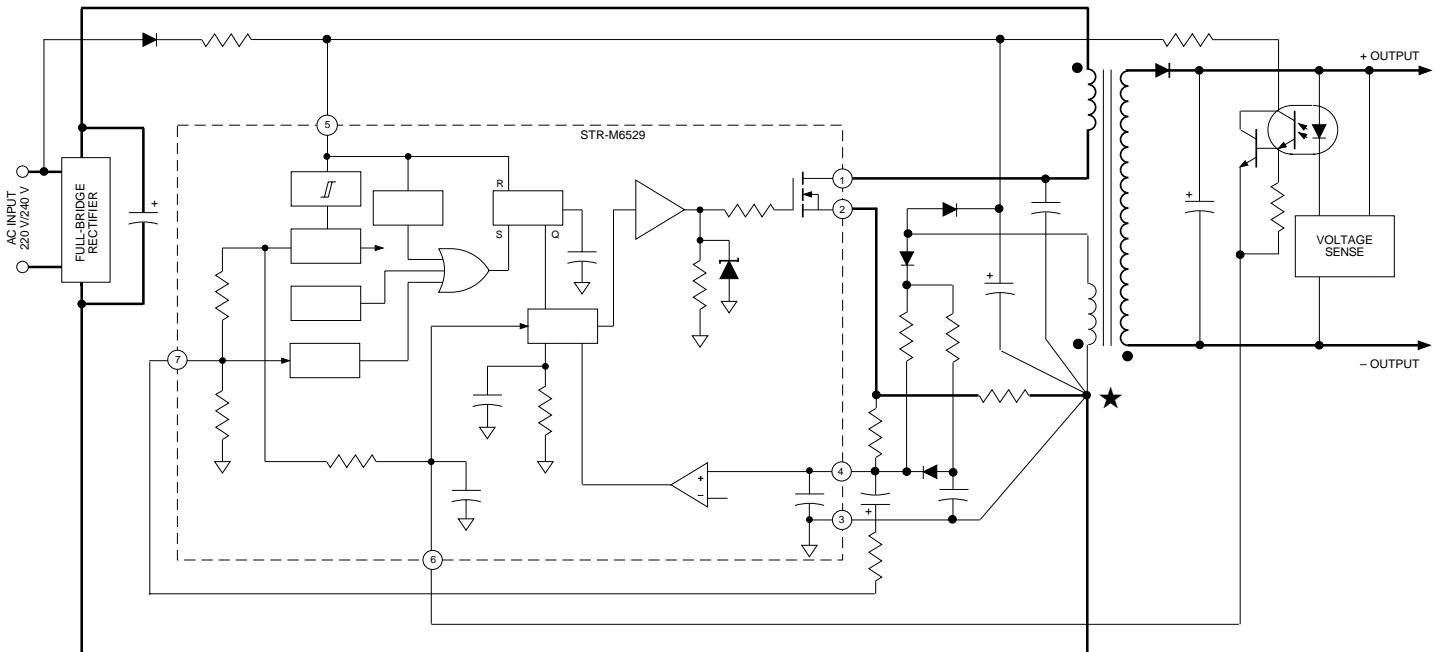 + OUTPUT
5
STR-M6529
AC INPUT
220 V/240 V
FULL-BRIDGE
RECTIFIER
+
R
S
Q
1
2
+
+
VOLTAGE
SENSE
7
– OUTPUT
+
–
4
3
+
6